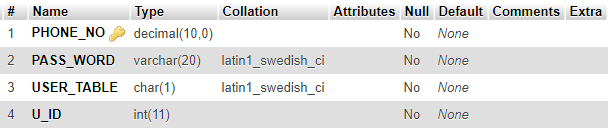 # Name Type Collation Attributes Null Default Comments Extra
1 PHONE_NO decimal(10,0) No None
2 PASS_WORD varchar(20) latin1_swedish_ci No None
3 USER_TABLE char(1) latin1_swedish_ci No None
4 U_ID int(11) No None